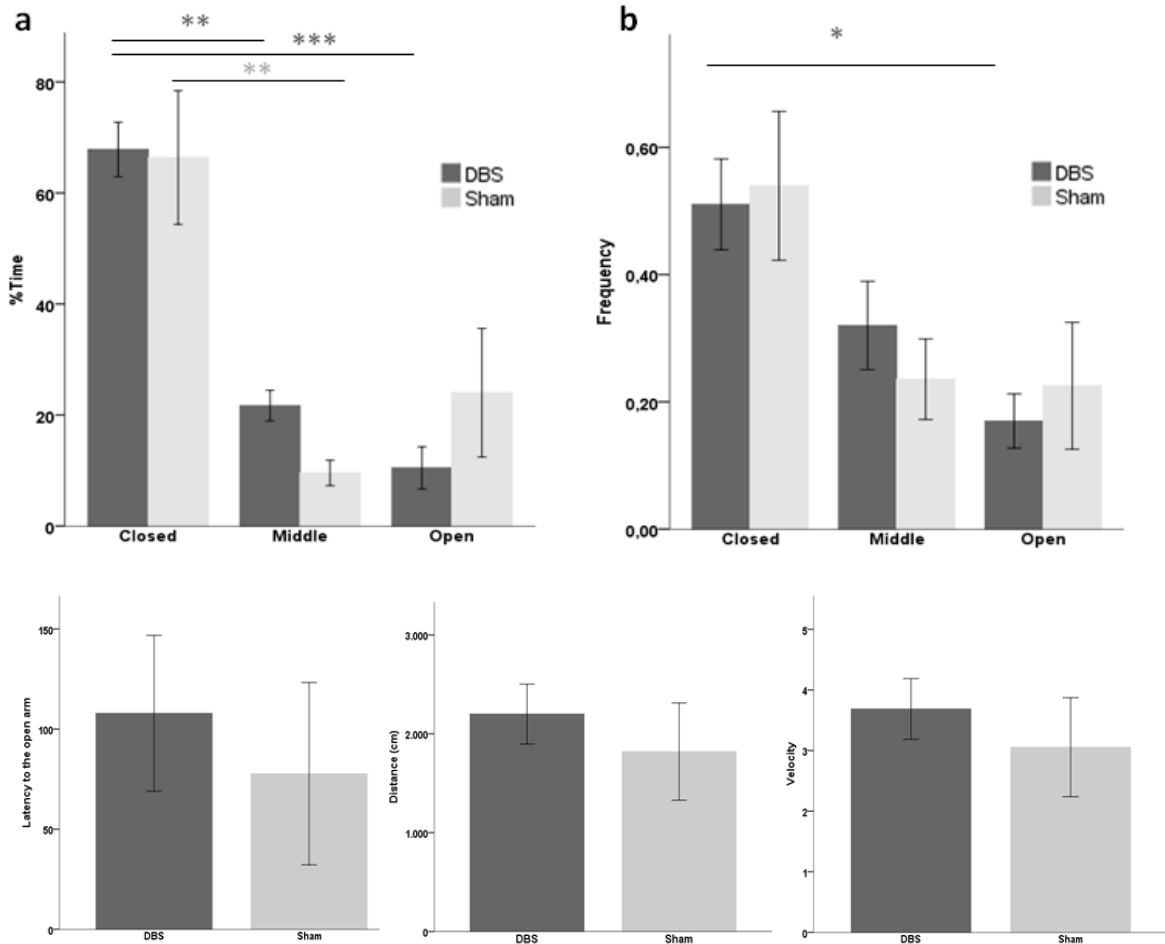 a
**
***
**
80
60
40
20
0
%Time
DBS
Sham
Closed Middle Open
b
*
0,60
0,40
0,20
0,00
Frequency
DBS
Sham
Closed Middle Open
150
100
50
0
Latency to the open arm
DBS Sham
3.000
2.000
1.000
0
Distance (cm)
DBS Sham
5
4
3
2
1
0
Velocity
DBS Sham